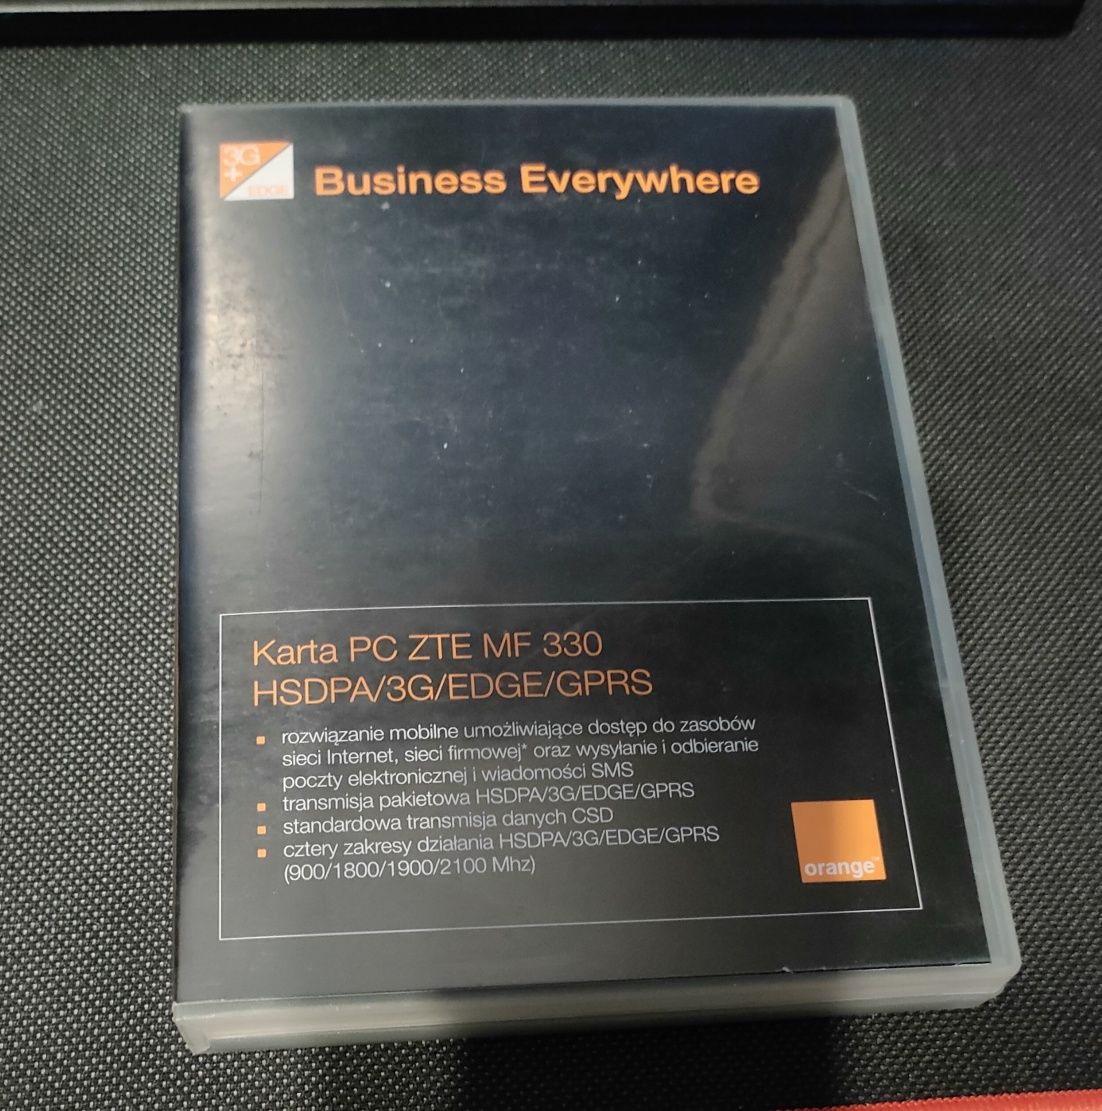 3G
+
EDGE
Business Everywhere
Karta PC ZTE MF 330
HSDPA/3G/EDGE/GPRS
rozwiązanie mobilne umożliwiające dostęp do zasobów
sieci Internet, sieci firmowej* oraz wysyłanie i odbieranie
poczty elektronicznej i wiadomości SMS
transmisja pakietowa HSDPA/3G/EDGE/GPRS
standardowa transmisja danych CSD
cztery zakresy działania HSDPA/3G/EDGE/GPRS
(900/1800/1900/2100 Mhz)
orange™